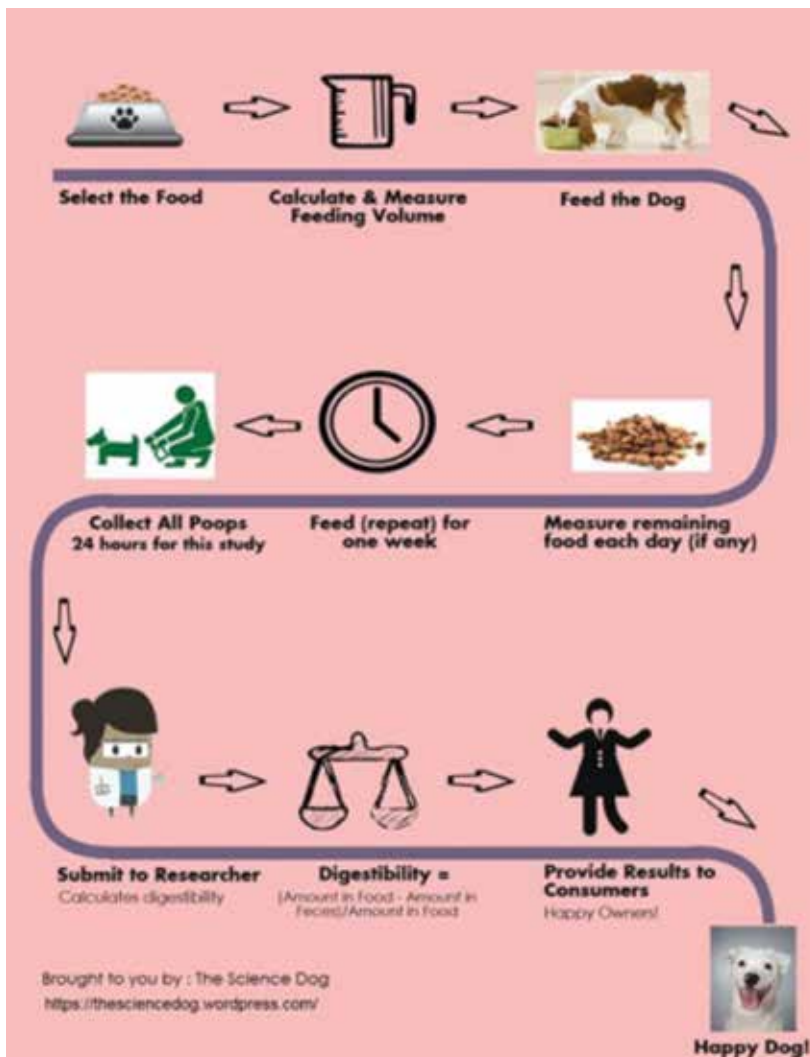 Select the Food
Calculate & Measure
Feeding Volume
Feed the Dog
Collect All Poops
24 hours for this study
Feed (repeat) for
one week
Measure remaining
food each day (if any)
Submit to Researcher
Calculates digestibility
Digestibility =
(Amount in Food - Amount in
Feces)/Amount in Food
Provide Results to
Consumers
Happy Owners!
Brought to you by : The Science Dog
https://thesciencedog.wordpress.com/
Happy Dog!